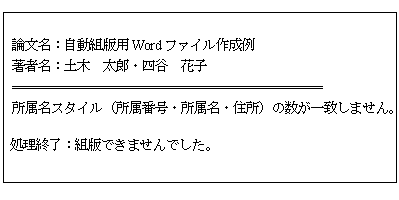 論文名：自動組版用 Word ファイル作成例
著者名：土木　太郎・四谷　花子
所属名スタイル（所属番号・所属名・住所）の数が一致しません。
処理終了：組版できませんでした。